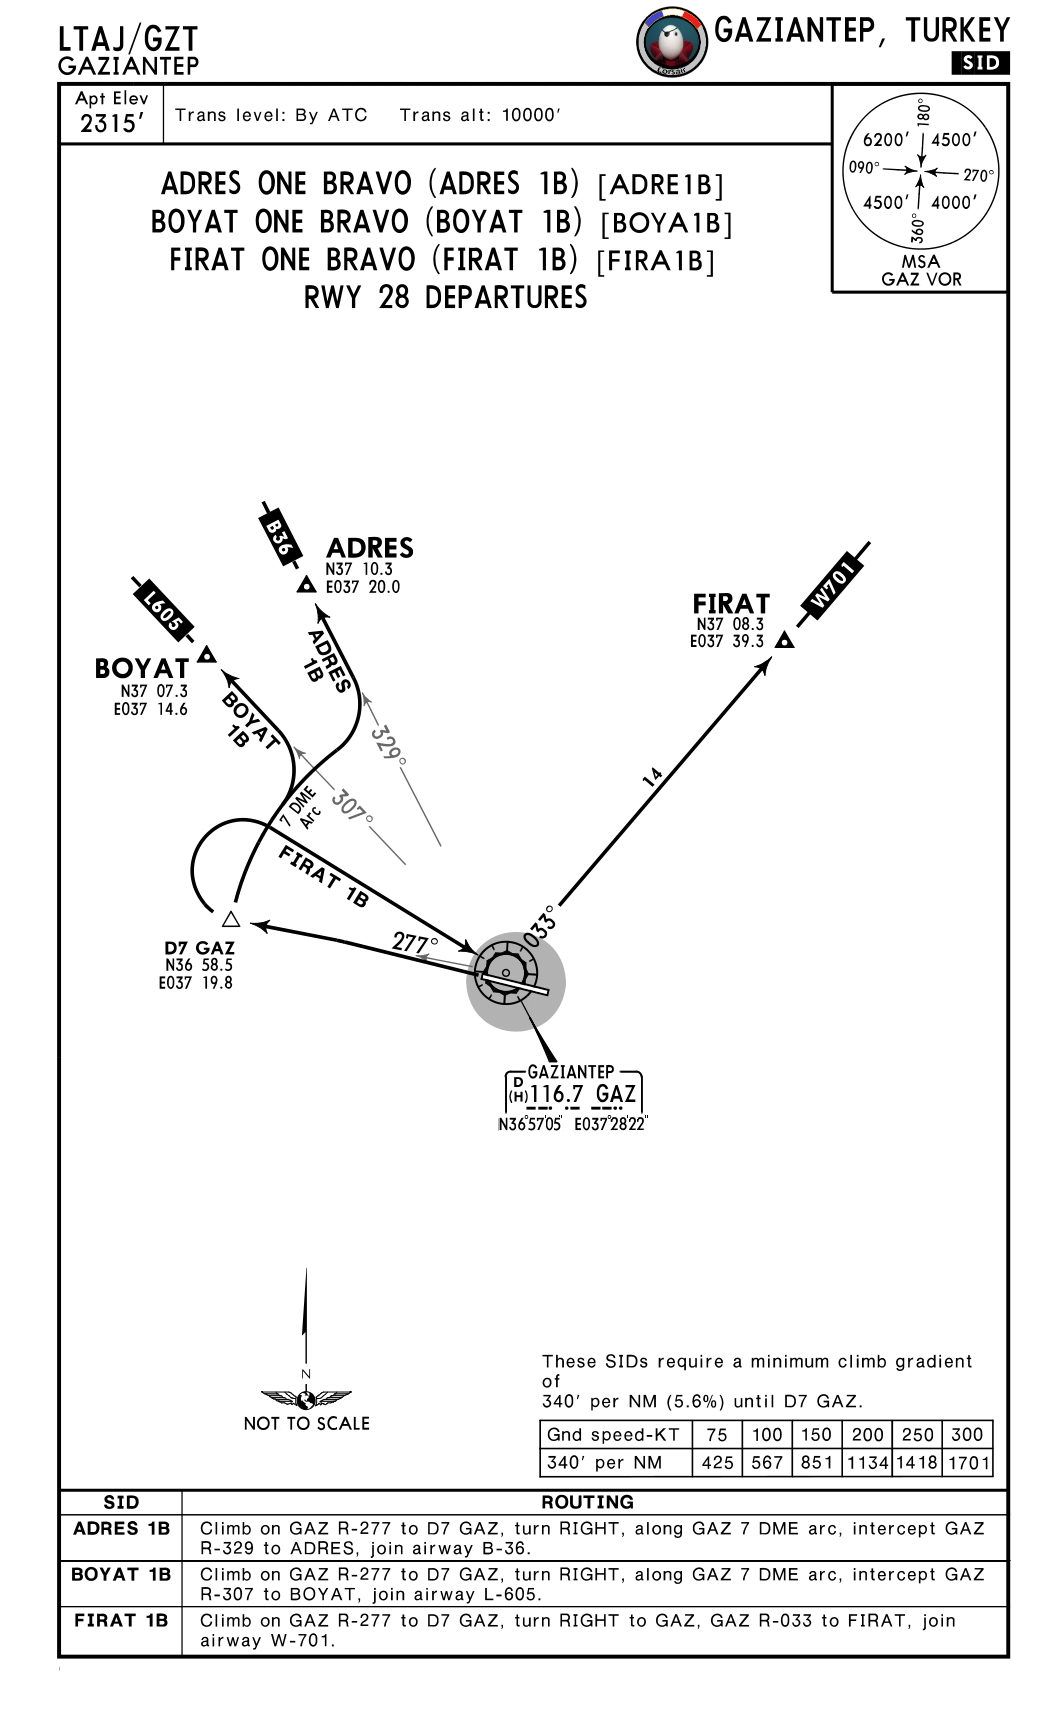 LTAJ/GZT
GAZIANTEP
Corsair
GAZIANTEP, TURKEY
SID
Apt Elev
2315'
Trans level: By ATC Trans alt: 10000'
180°
6200' 4500'
090° 270°
4500' 4000'
360°
MSA
GAZ VOR
ADRES ONE BRAVO (ADRES 1B) [ADRE1B]
BOYAT ONE BRAVO (BOYAT 1B) [BOYA1B]
FIRAT ONE BRAVO (FIRAT 1B) [FIRA1B]
RWY 28 DEPARTURES
B36
ADRES
N37 10.3
E037 20.0
L605
BOYAT
N37 07.3
E037 14.6
W701
FIRAT
N37 08.3
E037 39.3
ADRES
1B
BOYAT
1B
329°
307°
7 DME
Arc
14
FIRAT 1B
033°
277°
D7 GAZ
N36 58.5
E037 19.8
GAZIANTEP
D
(H) 116.7 GAZ
N36°57'05" E037°28'22"
N
NOT TO SCALE
These SIDs require a minimum climb gradient
of
340' per NM (5.6%) until D7 GAZ.
Gnd speed-KT 75 100 150 200 250 300
340' per NM 425 567 851 1134 1418 1701
SID ROUTING
ADRES 1B Climb on GAZ R-277 to D7 GAZ, turn RIGHT, along GAZ 7 DME arc, intercept GAZ
R-329 to ADRES, join airway B-36.
BOYAT 1B Climb on GAZ R-277 to D7 GAZ, turn RIGHT, along GAZ 7 DME arc, intercept GAZ
R-307 to BOYAT, join airway L-605.
FIRAT 1B Climb on GAZ R-277 to D7 GAZ, turn RIGHT to GAZ, GAZ R-033 to FIRAT, join
airway W-701.